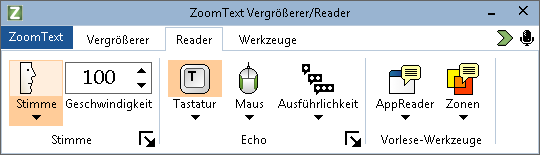 ZoomText Vergrößerer/Reader
ZoomText Vergrößerer Reader Werkzeuge
100 T
Stimme Geschwindigkeit Tastatur Maus Ausführlichkeit AppReader Zonen
Stimme Echo Vorlese-Werkzeuge